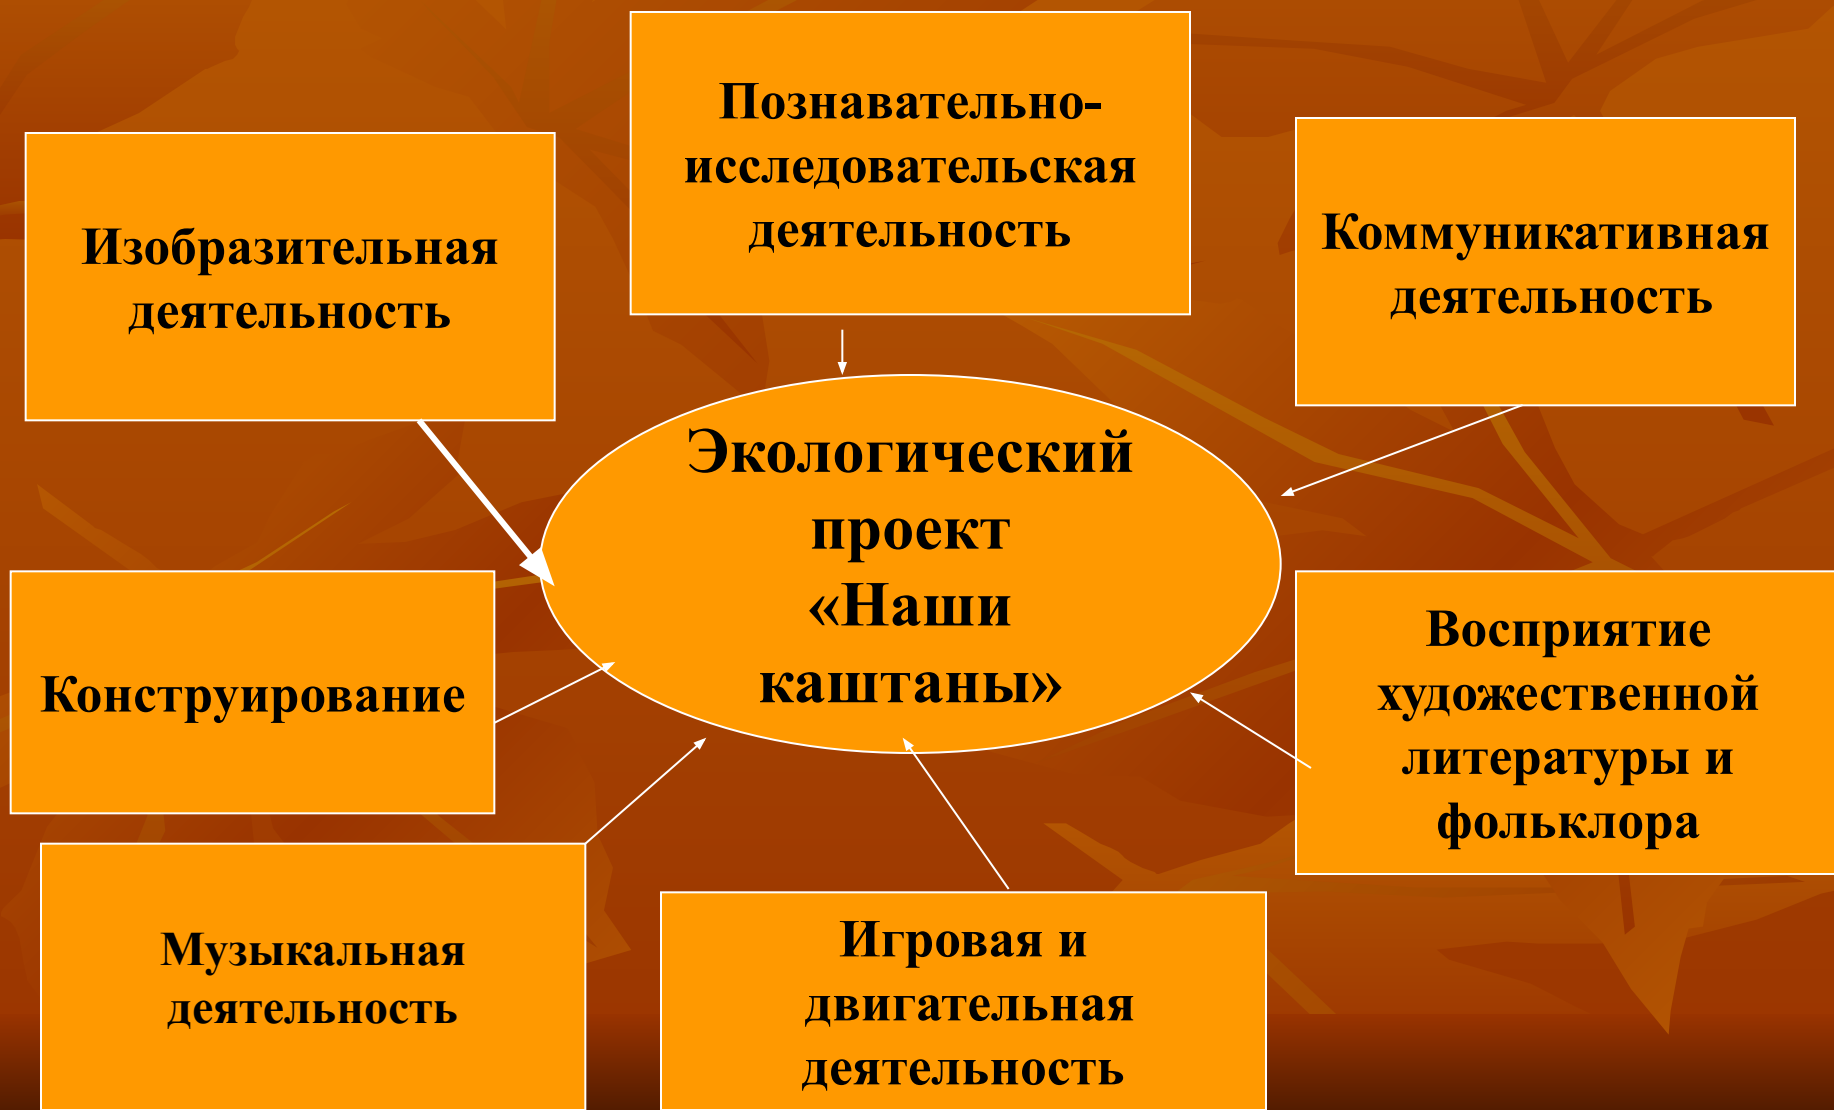 Познавательно-
исследовательская
деятельность
Изобразительная
деятельность
Коммуникативная
деятельность
Экологический
проект
«Наши
каштаны»
Конструирование
Восприятие
художественной
литературы и
фольклора
Музыкальная
деятельность
Игровая и
двигательная
деятельность